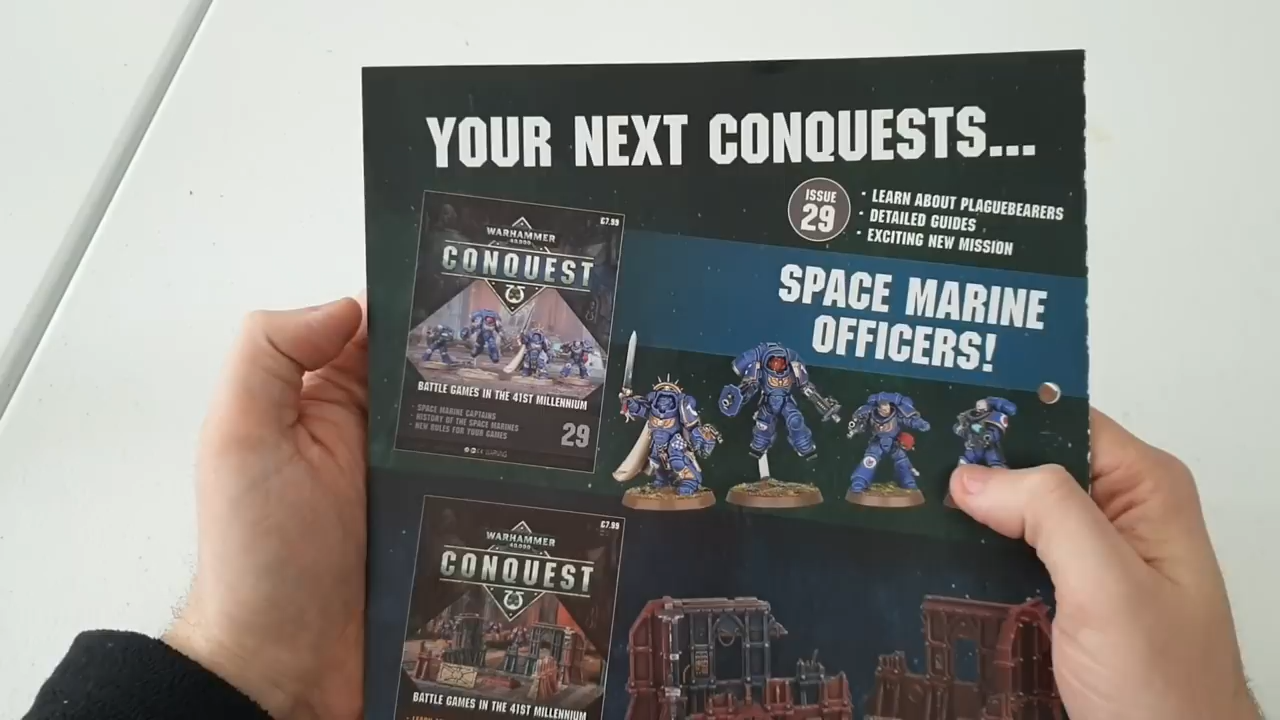 YOUR NEXT CONQUESTS...
ISSUE
29
• LEARN ABOUT PLAGUEBEARERS
• DETAILED GUIDES
• EXCITING NEW MISSION
SPACE MARINE
OFFICERS!
£7.99
WARHAMMER
40,000
CONQUEST
BATTLE GAMES IN THE 41ST MILLENNIUM
- SPACE MARINE CAPTAINS
- HISTORY OF THE SPACE MARINES
- NEW RULES FOR YOUR GAMES
29
£7.99
WARHAMMER
40,000
CONQUEST
BATTLE GAMES IN THE 41ST MILLENNIUM